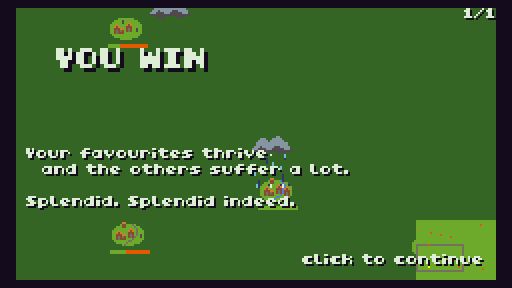 1/1
YOU WIN
Your favourites thrive
and the others suffer a lot.
Splendid. Splendid indeed.
click to continue